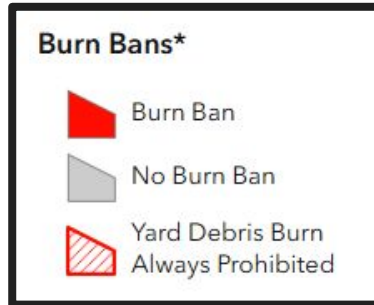 Burn Bans*
Burn Ban
No Burn Ban
Yard Debris Burn
Always Prohibited